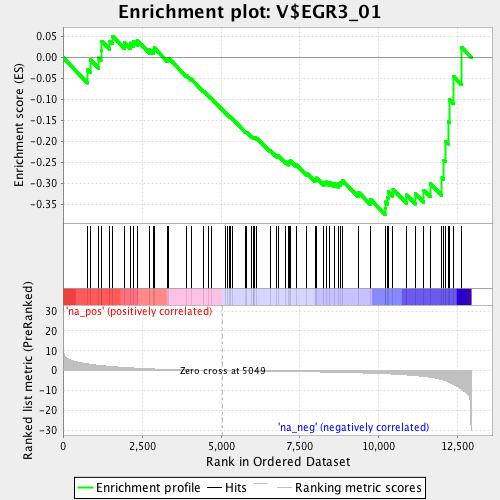 Enrichment plot: V$EGR3_01
Enrichment score (ES)
0.05
0.00
-0.05
-0.10
-0.15
-0.20
-0.25
-0.30
-0.35
'na_pos' (positively correlated)
Ranked list metric (PreRanked)
30
20
10
0
-10
-20
-30
Zero cross at 5049
'na_neg' (negatively correlated)
0
2,500
5,000
7,500
10,000
12,500
Rank in Ordered Dataset
Enrichment profile
Hits
Ranking metric scores